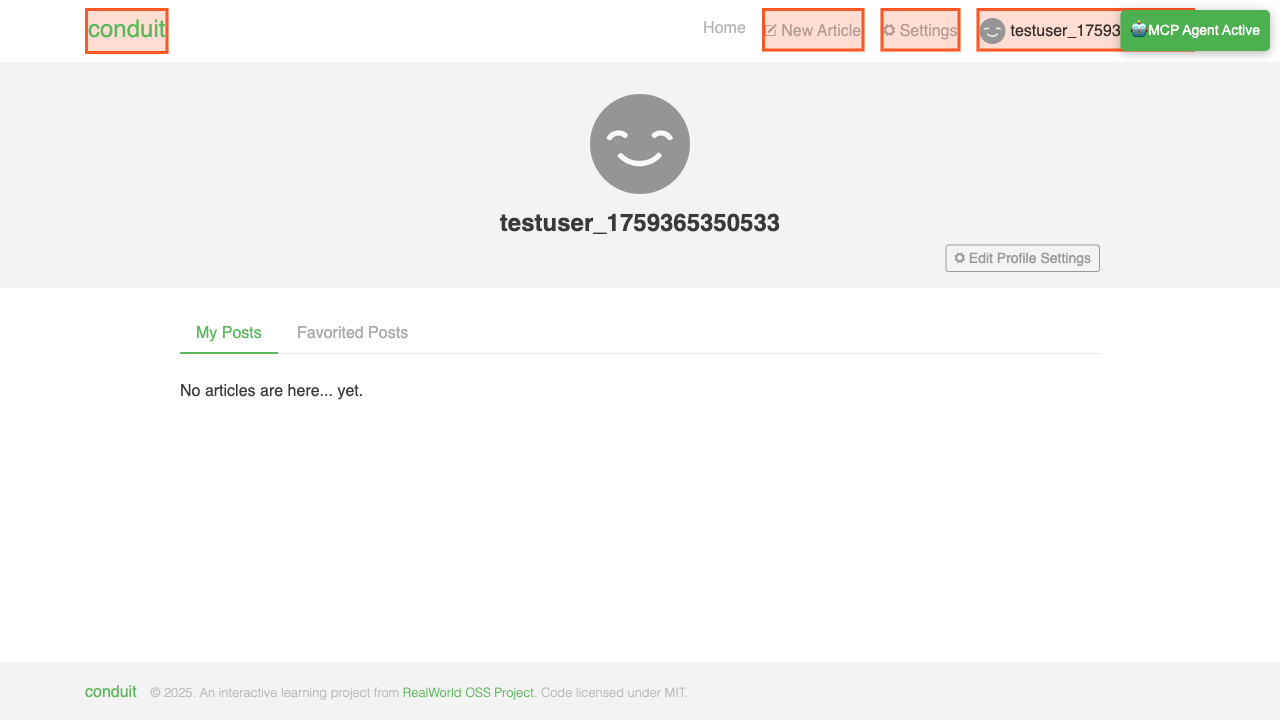 conduit
Home
New Article
Settings
testuser_17593
MCP Agent Active
testuser_1759365350533
Edit Profile Settings
My Posts
Favorited Posts
No articles are here... yet.
conduit © 2025. An interactive learning project from RealWorld OSS Project. Code licensed under MIT.